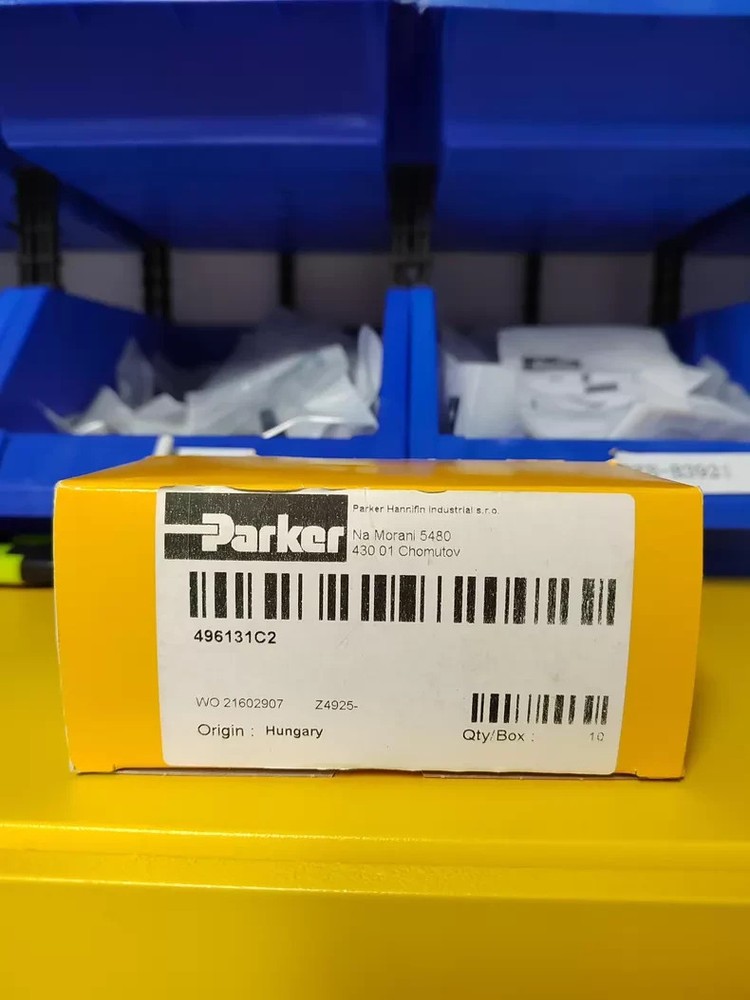 Parker
Parker Hannifin Industrial s.r.o.
Na Morani 5480
430 01 Chomutov
496131C2
WO 21602907 Z4925-
Origin : Hungary
Qty/Box : 10